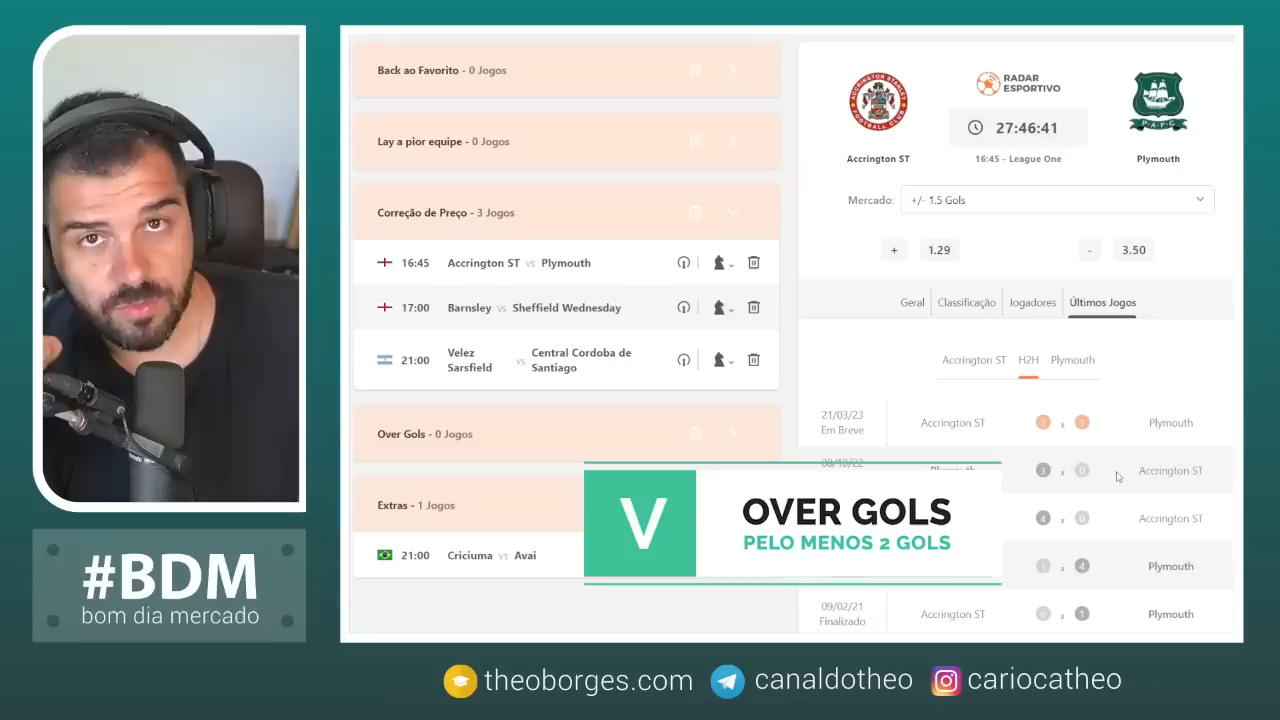 #BDM
bom dia mercado
Back ao Favorito - 0 Jogos
Lay a pior equipe - 0 Jogos
Correção de Preço - 3 Jogos
16:45 Accrington ST vs Plymouth
17:00 Barnsley vs Sheffield Wednesday
21:00 Velez Sarsfield vs Central Cordoba de Santiago
Over Gols - 0 Jogos
Extras - 1 Jogos
21:00 Criciuma vs Avai
RADAR
ESPORTIVO
27:46:41
Accrington ST 16:45 - League One Plymouth
P.A.F.C.
Mercado: +/- 1.5 Gols
+ 1.29 - 3.50
Geral Classificação Jogadores Últimos Jogos
Accrington ST H2H Plymouth
21/03/23
Em Breve
Accrington ST ? x ? Plymouth
3 x 0 Accrington ST
4 x 0 Accrington ST
1 x 4 Plymouth
09/02/21
Finalizado
Accrington ST 0 x 1 Plymouth
V
OVER GOLS
PELO MENOS 2 GOLS
theoborges.com canaldotheo cariocatheo